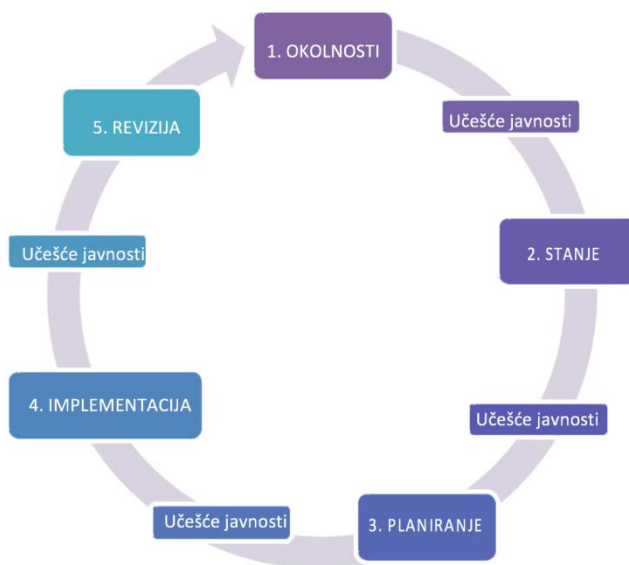 1. OKOLNOSTI
Učešće javnosti
2. STANJE
Učešće javnosti
3. PLANIRANJE
Učešće javnosti
4. IMPLEMENTACIJA
Učešće javnosti
5. REVIZIJA